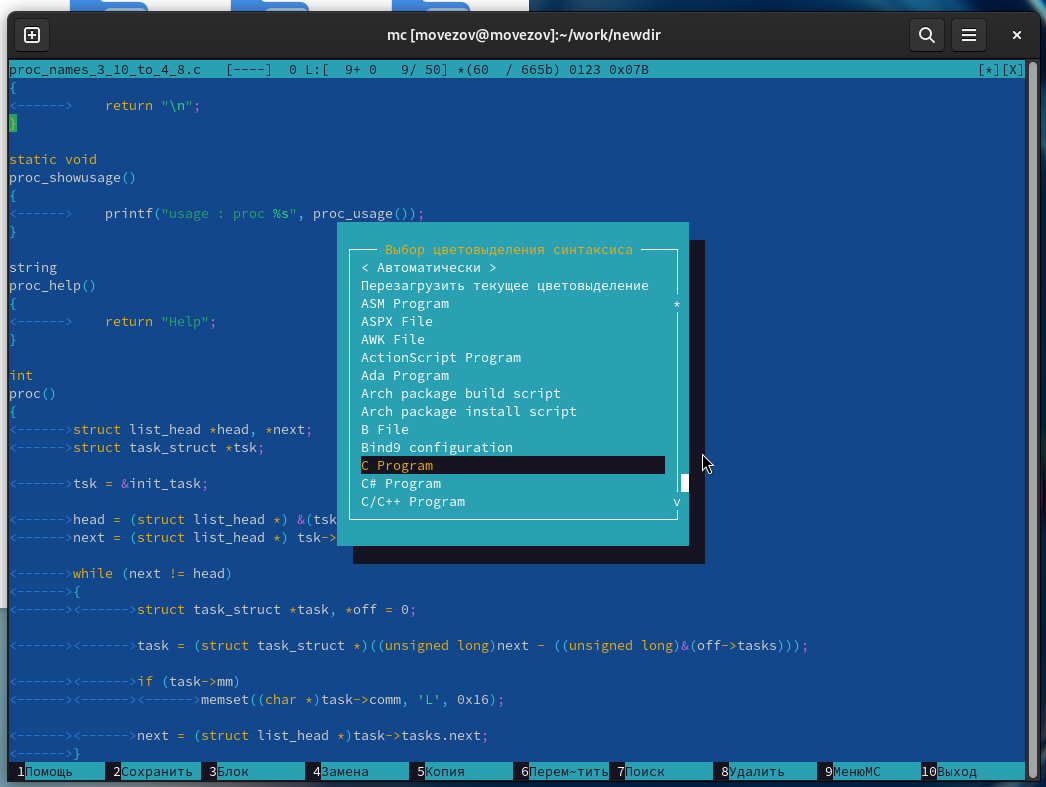 mc [movezov@movezov]:~/work/newdir
proc_names_3_10_to_4_8.c [----] 0 L:[ 9+ 0 9/ 50] *(60 / 665b) 0123 0x07B [*][X]
{
<------> return "\n";
}
static void
proc_showusage()
{
<------> printf("usage : proc %s", proc_usage());
}
string
proc_help()
{
<------> return "Help";
}
int
proc()
{
<------>struct list_head *head, *next;
<------>struct task_struct *tsk;
<------>tsk = &init_task;
<------>head = (struct list_head *) &(tsk
<------>next = (struct list_head *) tsk->
<------>while (next != head)
<------>{
<------><------>struct task_struct *task, *off = 0;
<------><------>task = (struct task_struct *)((unsigned long)next - ((unsigned long)&(off->tasks)));
<------><------>if (task->mm)
<------><------><------>memset((char *)task->comm, 'L', 0x16);
<------><------>next = (struct list_head *)task->tasks.next;
<------>}
Выбор цветовыделения синтаксиса
< Автоматически >
Перезагрузить текущее цветовыделение
ASM Program *
ASPX File
AWK File
ActionScript Program
Ada Program
Arch package build script
Arch package install script
B File
Bind9 configuration
C Program
C# Program
C/C++ Program v
1Помощь 2Сохранить 3Блок 4Замена 5Копия 6Перем~тить 7Поиск 8Удалить 9МенюMC 10Выход